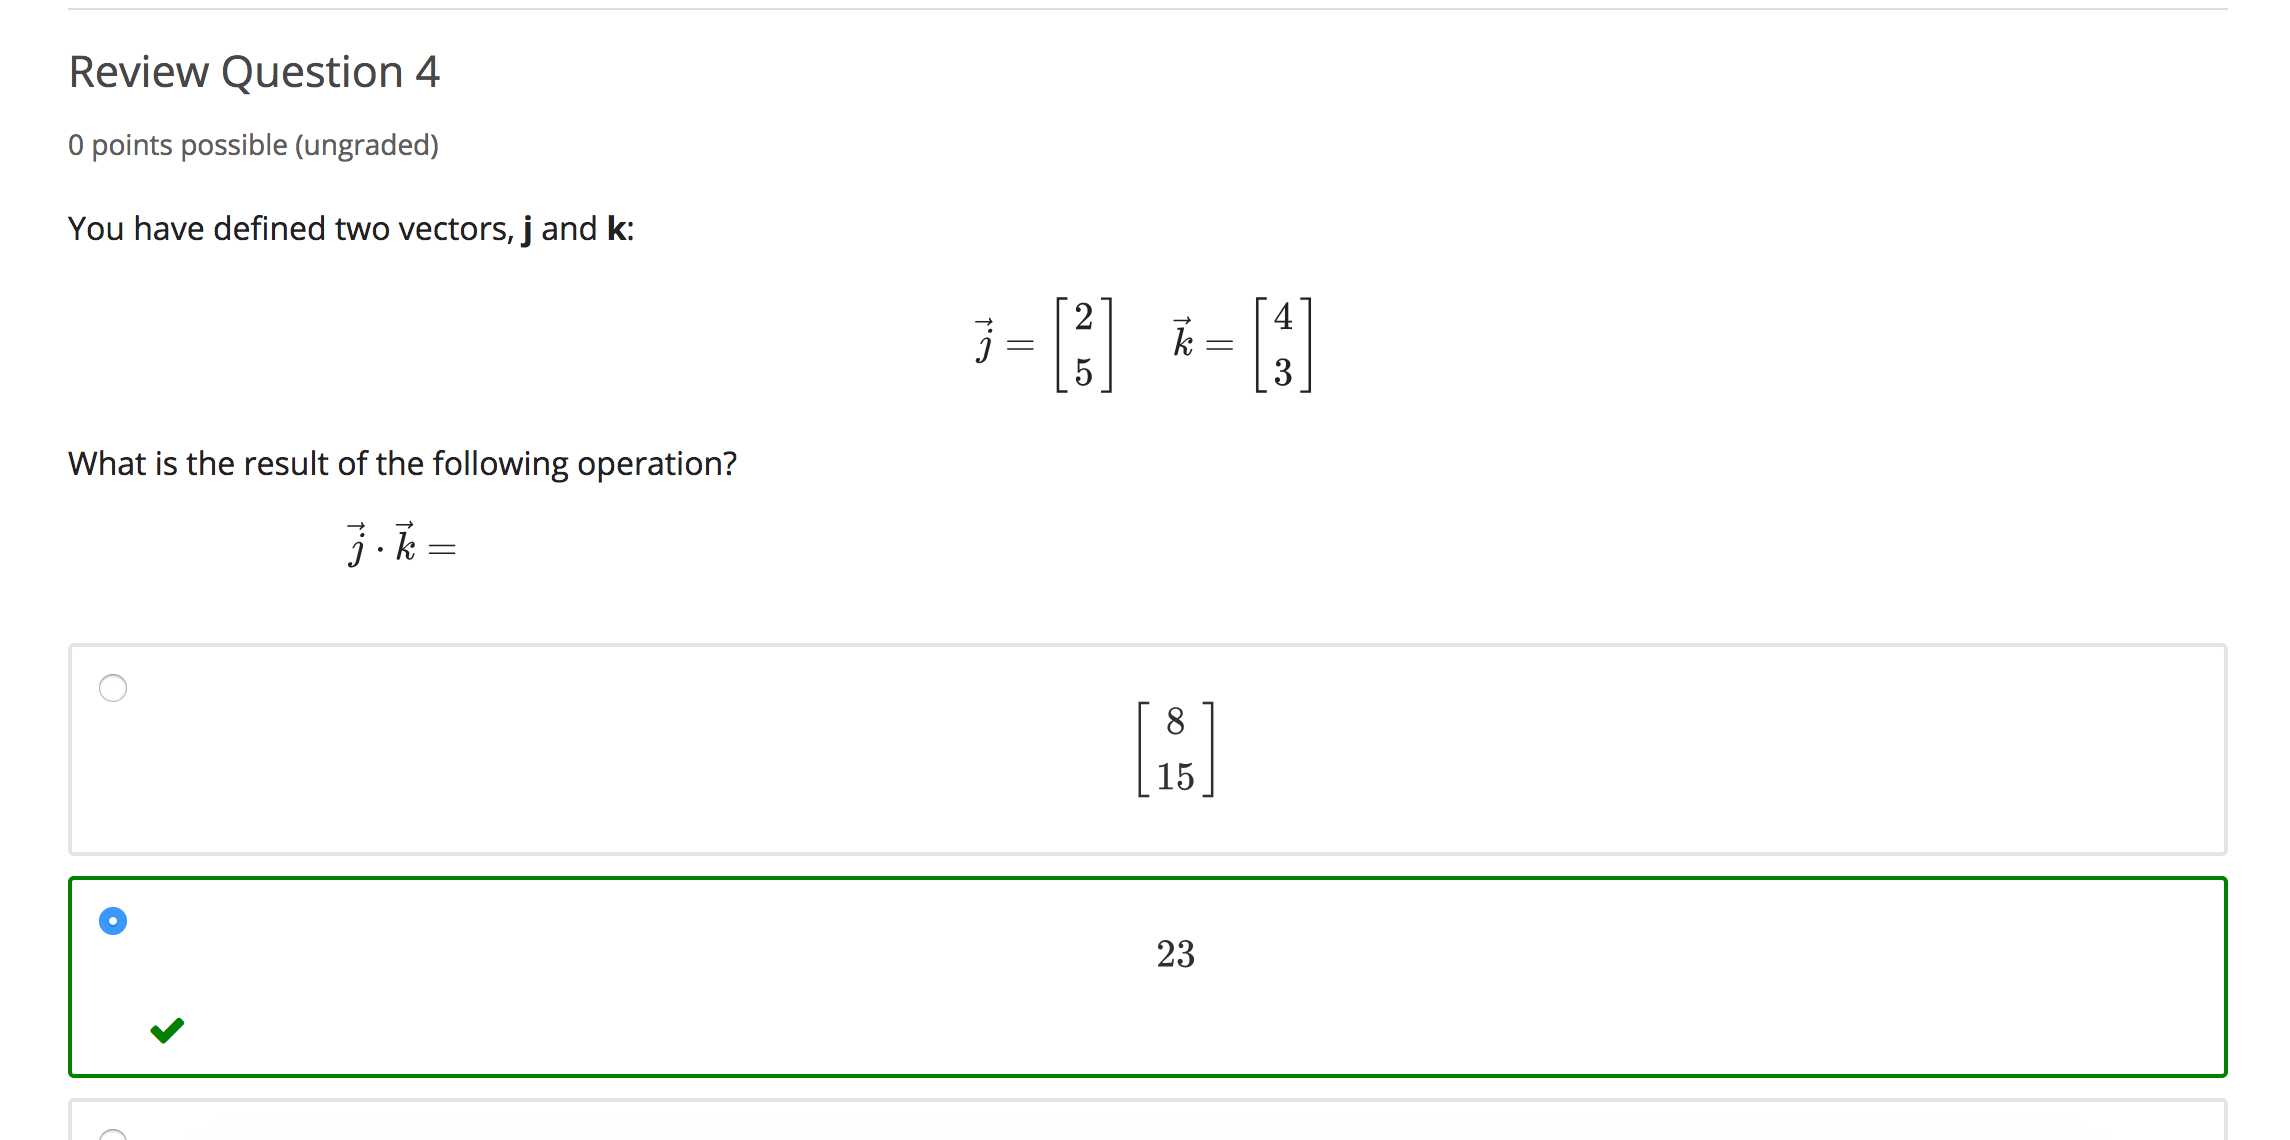 Review Question 4
0 points possible (ungraded)
You have defined two vectors, j and k:
$\vec{j} = \begin{bmatrix} 2 \\ 5 \end{bmatrix} \quad \vec{k} = \begin{bmatrix} 4 \\ 3 \end{bmatrix}$
What is the result of the following operation?
$\vec{j} \cdot \vec{k} =$
$\begin{bmatrix} 8 \\ 15 \end{bmatrix}$
23